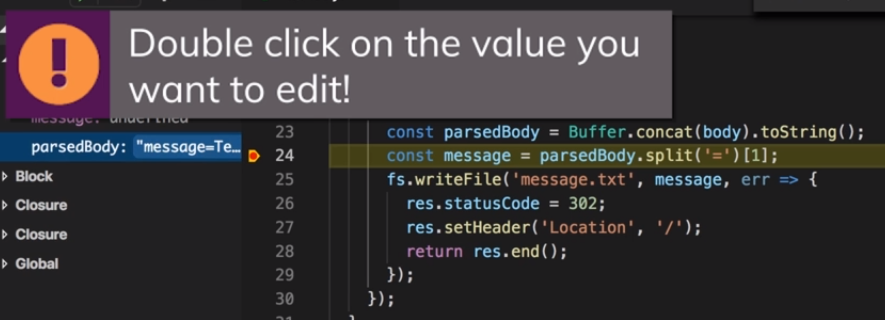 Double click on the value you
want to edit!
message: undefined
parsedBody: "message=Te…
Block
Closure
Closure
Global
23 const parsedBody = Buffer.concat(body).toString();
24 const message = parsedBody.split('=')[1];
25 fs.writeFile('message.txt', message, err => {
26 res.statusCode = 302;
27 res.setHeader('Location', '/');
28 return res.end();
29 });
30 });